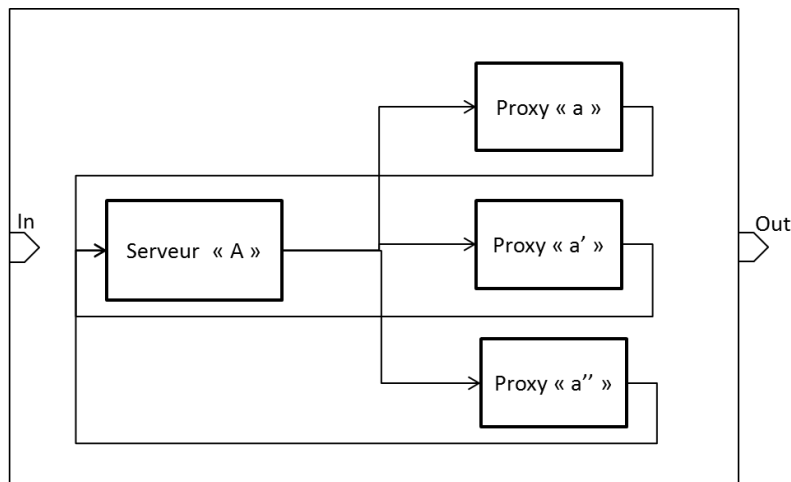 Proxy « a »
In
Serveur « A »
Proxy « a’ »
Out
Proxy « a’’ »